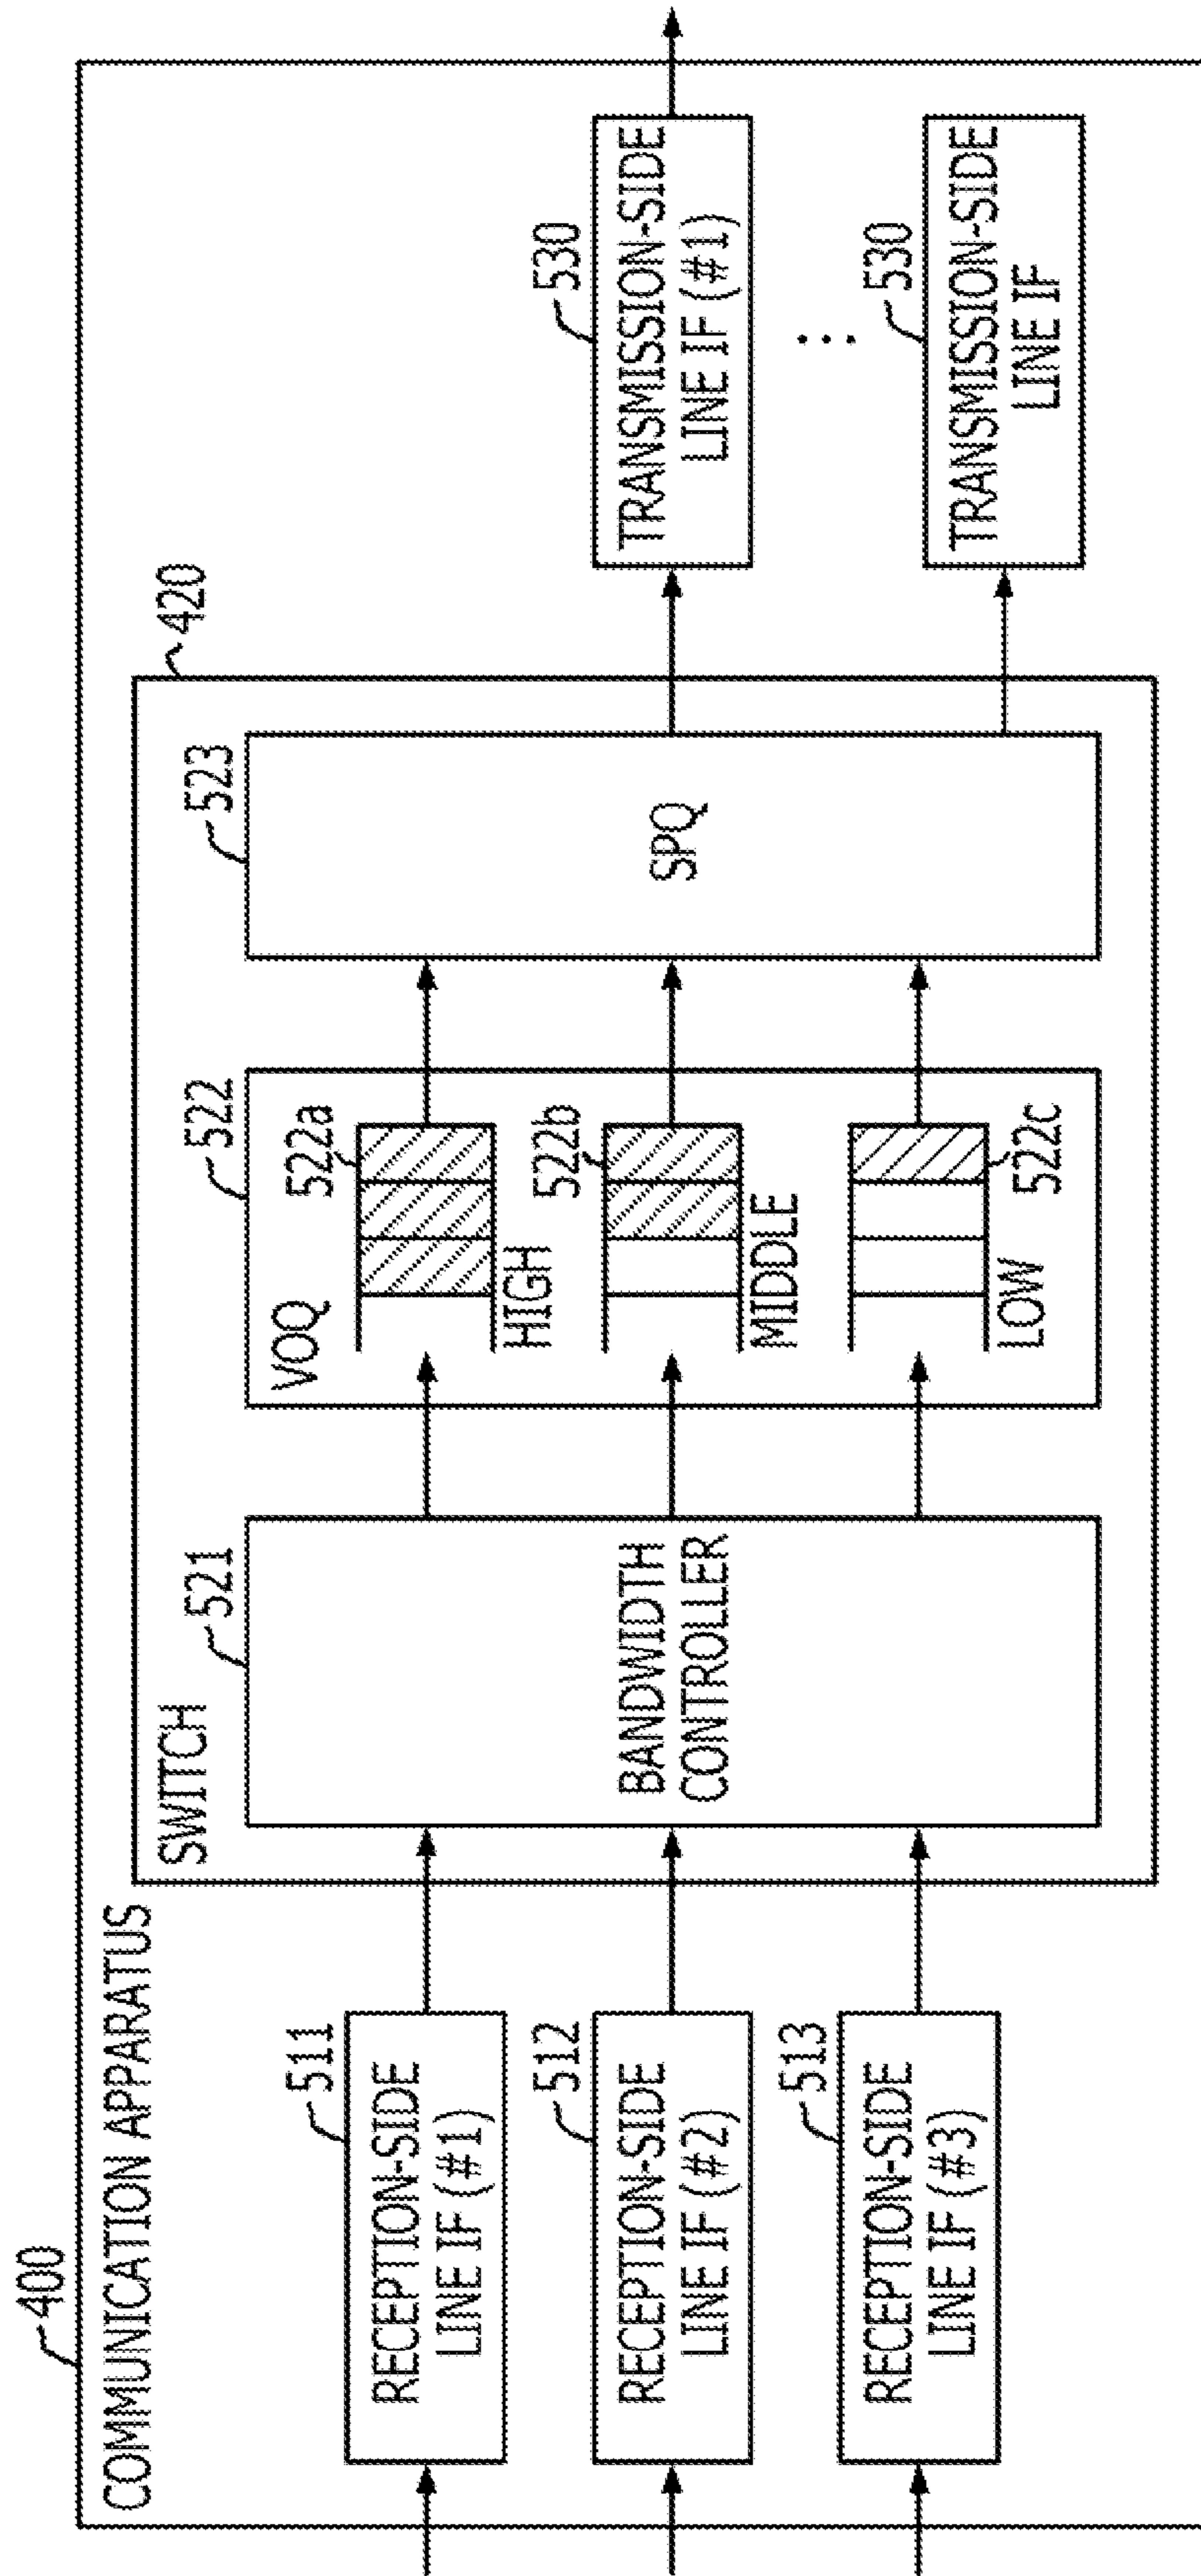 400
COMMUNICATION APPARATUS
511
RECEPTION-SIDE
LINE IF (#1)
512
RECEPTION-SIDE
LINE IF (#2)
513
RECEPTION-SIDE
LINE IF (#3)
420
SWITCH
521
BANDWIDTH
CONTROLLER
522
VOQ
522a
HIGH
522b
MIDDLE
522c
LOW
523
SPQ
530
TRANSMISSION-SIDE
LINE IF (#1)
530
TRANSMISSION-SIDE
LINE IF